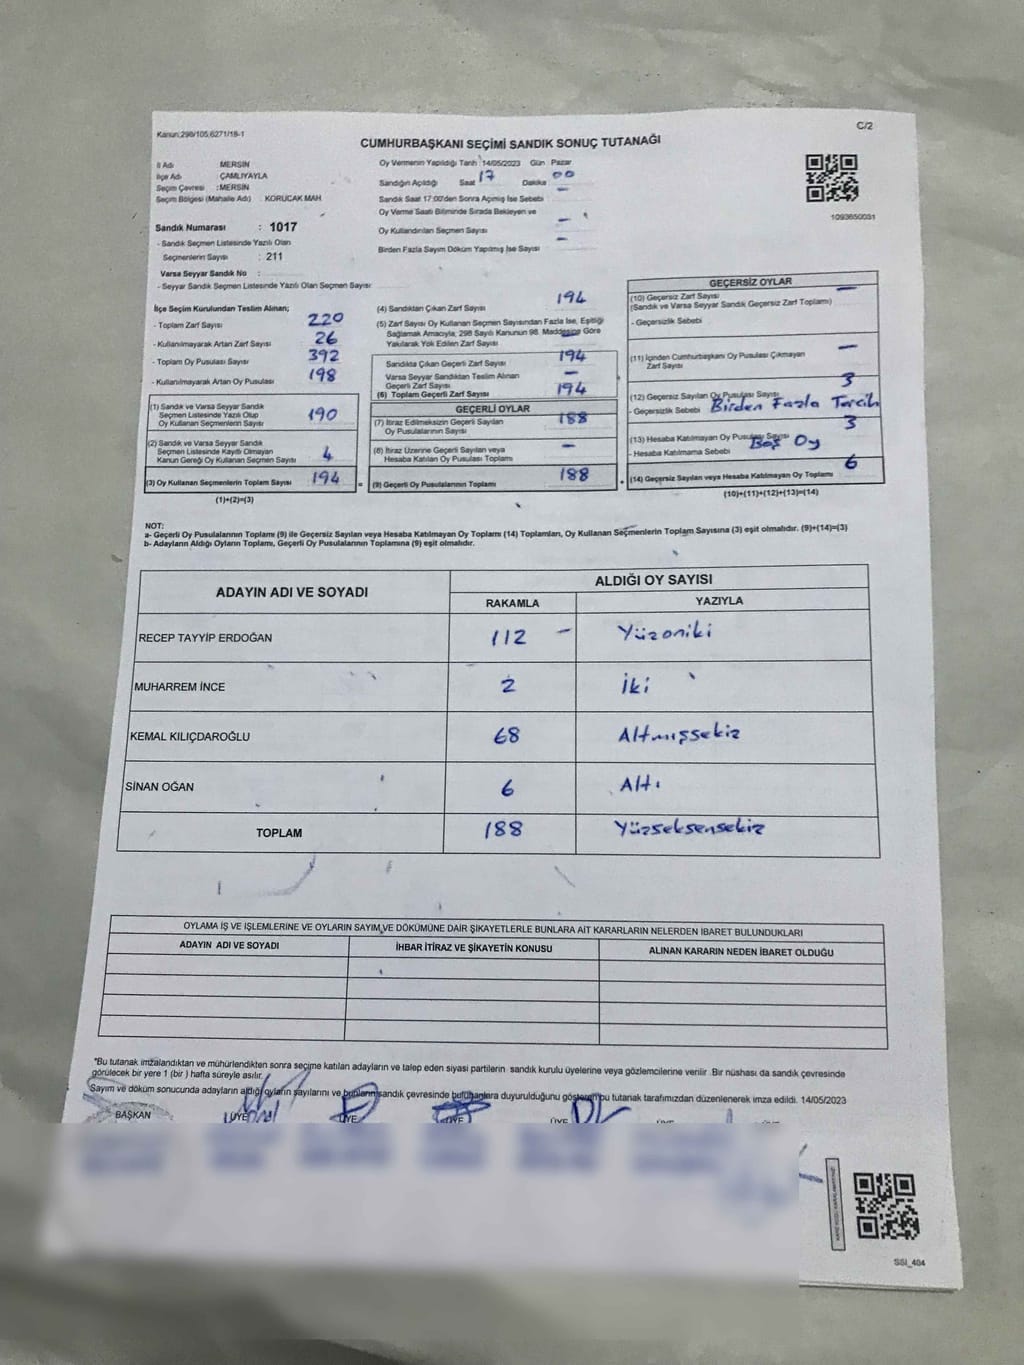 Kanun:298/105;6271/18-1
C/2
CUMHURBAŞKANI SEÇİMİ SANDIK SONUÇ TUTANAĞI
İl Adı MERSİN
İlçe Adı ÇAMLIYAYLA
Seçim Çevresi :MERSİN
Seçim Bölgesi (Mahalle Adı) KORUCAK MAH.
Sandık Numarası : 1017
- Sandık Seçmen Listesinde Yazılı Olan
Seçmenlerin Sayısı : 211
Varsa Seyyar Sandık No :
- Seyyar Sandık Seçmen Listesinde Yazılı Olan Seçmen Sayısı:
Oy Vermenin Yapıldığı Tarih :14/05/2023 Gün Pazar
Sandığın Açıldığı Saat 17 Dakika 00
Sandık Saat 17:00'den Sonra Açılmış İse Sebebi -
Oy Verme Saati Bitiminde Sırada Bekleyen ve
Oy Kullandırılan Seçmen Sayısı -
Birden Fazla Sayım Döküm Yapılmış İse Sayısı -
1093650031
İlçe Seçim Kurulundan Teslim Alınan;
- Toplam Zarf Sayısı 220
- Kullanılmayarak Artan Zarf Sayısı 26
- Toplam Oy Pusulası Sayısı 392
- Kullanılmayarak Artan Oy Pusulası 198
(1) Sandık ve Varsa Seyyar Sandık
Seçmen Listesinde Yazılı Olup
Oy Kullanan Seçmenlerin Sayısı 190
(2) Sandık ve Varsa Seyyar Sandık
Seçmen Listesinde Kayıtlı Olmayan
Kanun Gereği Oy Kullanan Seçmen Sayısı 4
(3) Oy Kullanan Seçmenlerin Toplam Sayısı 194 =
(1)+(2)=(3)
(4) Sandıktan Çıkan Zarf Sayısı 194
(5) Zarf Sayısı Oy Kullanan Seçmen Sayısından Fazla İse, Eşitliği
Sağlamak Amacıyla, 298 Sayılı Kanunun 98. Maddesine Göre
Yakılarak Yok Edilen Zarf Sayısı -
Sandıkta Çıkan Geçerli Zarf Sayısı 194
Varsa Seyyar Sandıktan Teslim Alınan
Geçerli Zarf Sayısı -
(6) Toplam Geçerli Zarf Sayısı 194
GEÇERLİ OYLAR
(7) İtiraz Edilmeksizin Geçerli Sayılan
Oy Pusulalarının Sayısı 188
(8) İtiraz Üzerine Geçerli Sayılan veya
Hesaba Katılan Oy Pusulası Toplamı -
(9) Geçerli Oy Pusulalarının Toplamı 188
GEÇERSİZ OYLAR
(10) Geçersiz Zarf Sayısı -
(Sandık ve Varsa Seyyar Sandık Geçersiz Zarf Toplamı)
- Geçersizlik Sebebi
(11) İçinden Cumhurbaşkanı Oy Pusulası Çıkmayan
Zarf Sayısı -
(12) Geçersiz Sayılan Oy Pusulası Sayısı 3
- Geçersizlik Sebebi Birden Fazla Tercih
(13) Hesaba Katılmayan Oy Pusulası Sayısı 3
- Hesaba Katılmama Sebebi Boş Oy
(14) Geçersiz Sayılan veya Hesaba Katılmayan Oy Toplamı 6
(10)+(11)+(12)+(13)=(14)
NOT:
a- Geçerli Oy Pusulasının Toplamı (9) ile Geçersiz Sayılan veya Hesaba Katılmayan Oy Toplamı (14) Toplamları, Oy Kullanan Seçmenlerin Toplam Sayısına (3) eşit olmalıdır. (9)+(14)=(3)
b- Adayların Aldığı Oyların Toplamı, Geçerli Oy Pusulalarının Toplamına (9) eşit olmalıdır.
ADAYIN ADI VE SOYADI ALDIĞI OY SAYISI
RAKAMLA YAZIYLA
RECEP TAYYİP ERDOĞAN 112 - Yüzoniki
MUHARREM İNCE 2 İki
KEMAL KILIÇDAROĞLU 68 Altmışsekiz
SİNAN OĞAN 6 Altı
TOPLAM 188 Yüzseksensekiz
OYLAMA İŞ VE İŞLEMLERİNE VE OYLARIN SAYIM VE DÖKÜMÜNE DAİR ŞİKAYETLERLE BUNLARA AİT KARARLARIN NELERDEN İBARET BULUNDUKLARI
ADAYIN ADI VE SOYADI İHBAR İTİRAZ VE ŞİKAYETİN KONUSU ALINAN KARARIN NEDEN İBARET OLDUĞU
*Bu tutanak imzalandıktan ve mühürlendikten sonra seçime katılan adayların ve talep eden siyasi partilerin sandık kurulu üyelerine veya gözlemcilerine verilir .Bir nüshası da sandık çevresinde
görülecek bir yere 1 (bir ) hafta süreyle asılır.
Sayım ve döküm sonucunda adayların aldığı oyların sayılarını ve bunların sandık çevresinde bulunanlara duyurulduğunu gösteren bu tutanak tarafımızdan düzenlenerek imza edildi. 14/05/2023
BAŞKAN ÜYE ÜYE ÜYE ÜYE ÜYE
SSİ_404